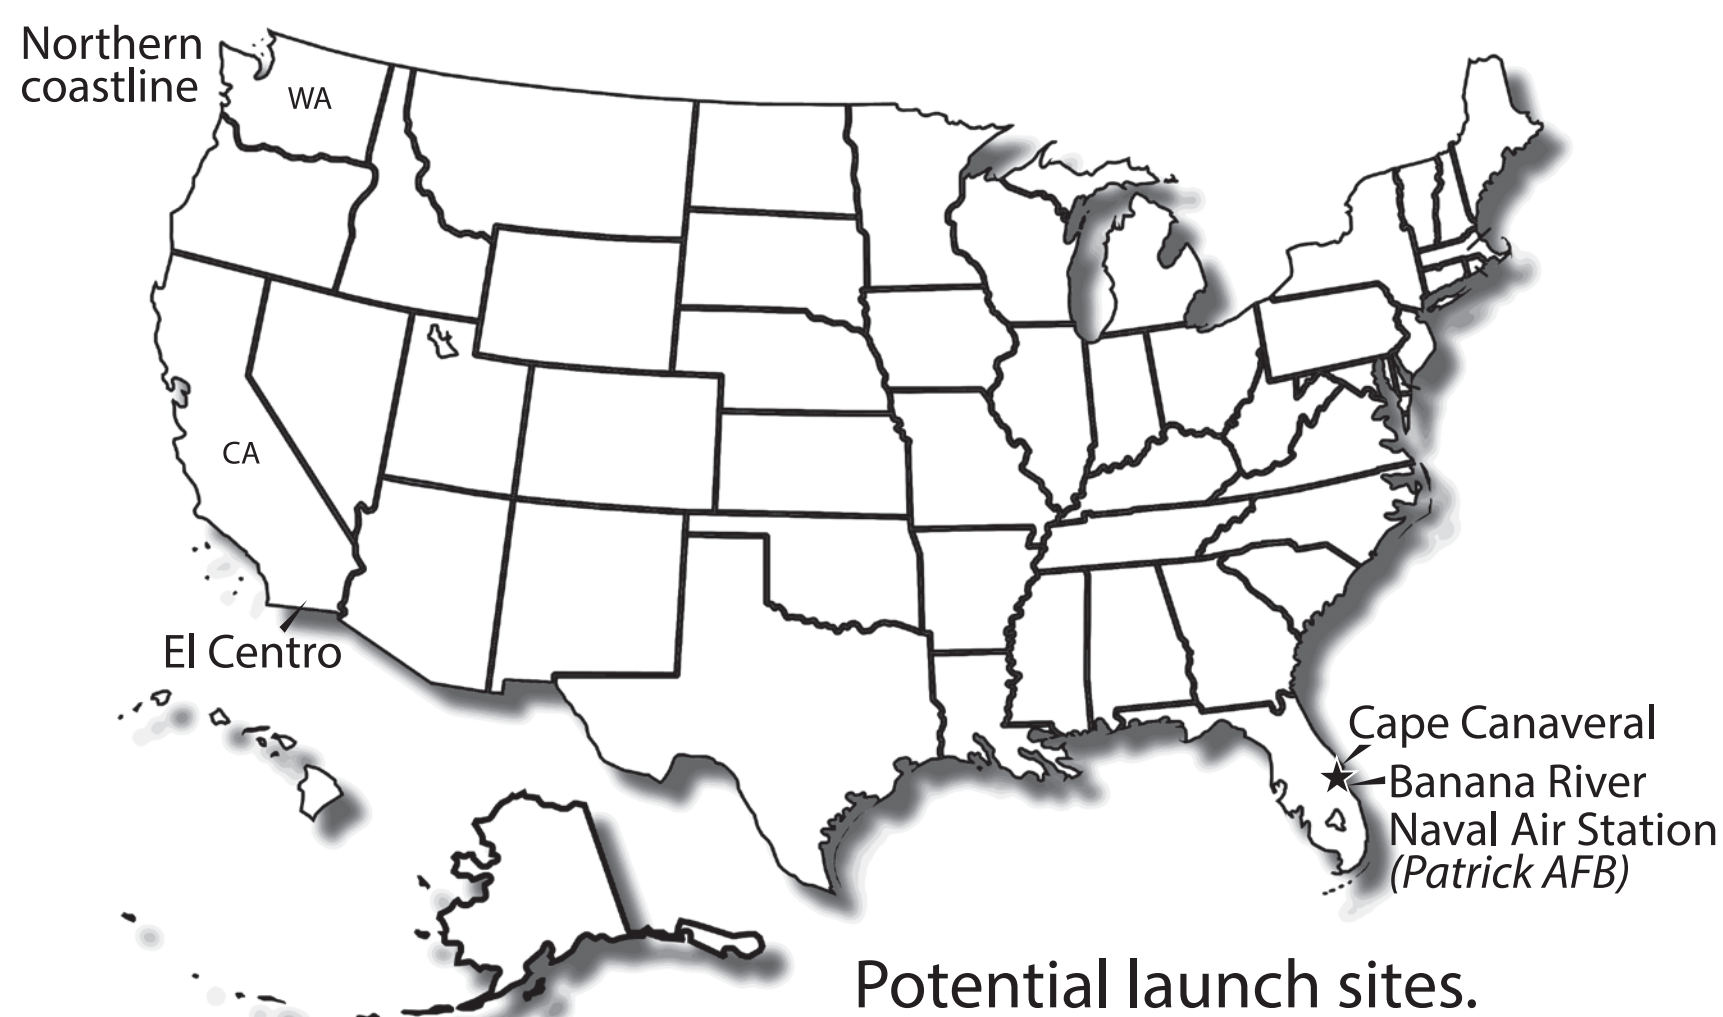 Northern
coastline
WA
CA
El Centro
Cape Canaveral
Banana River
Naval Air Station
(Patrick AFB)
Potential launch sites.